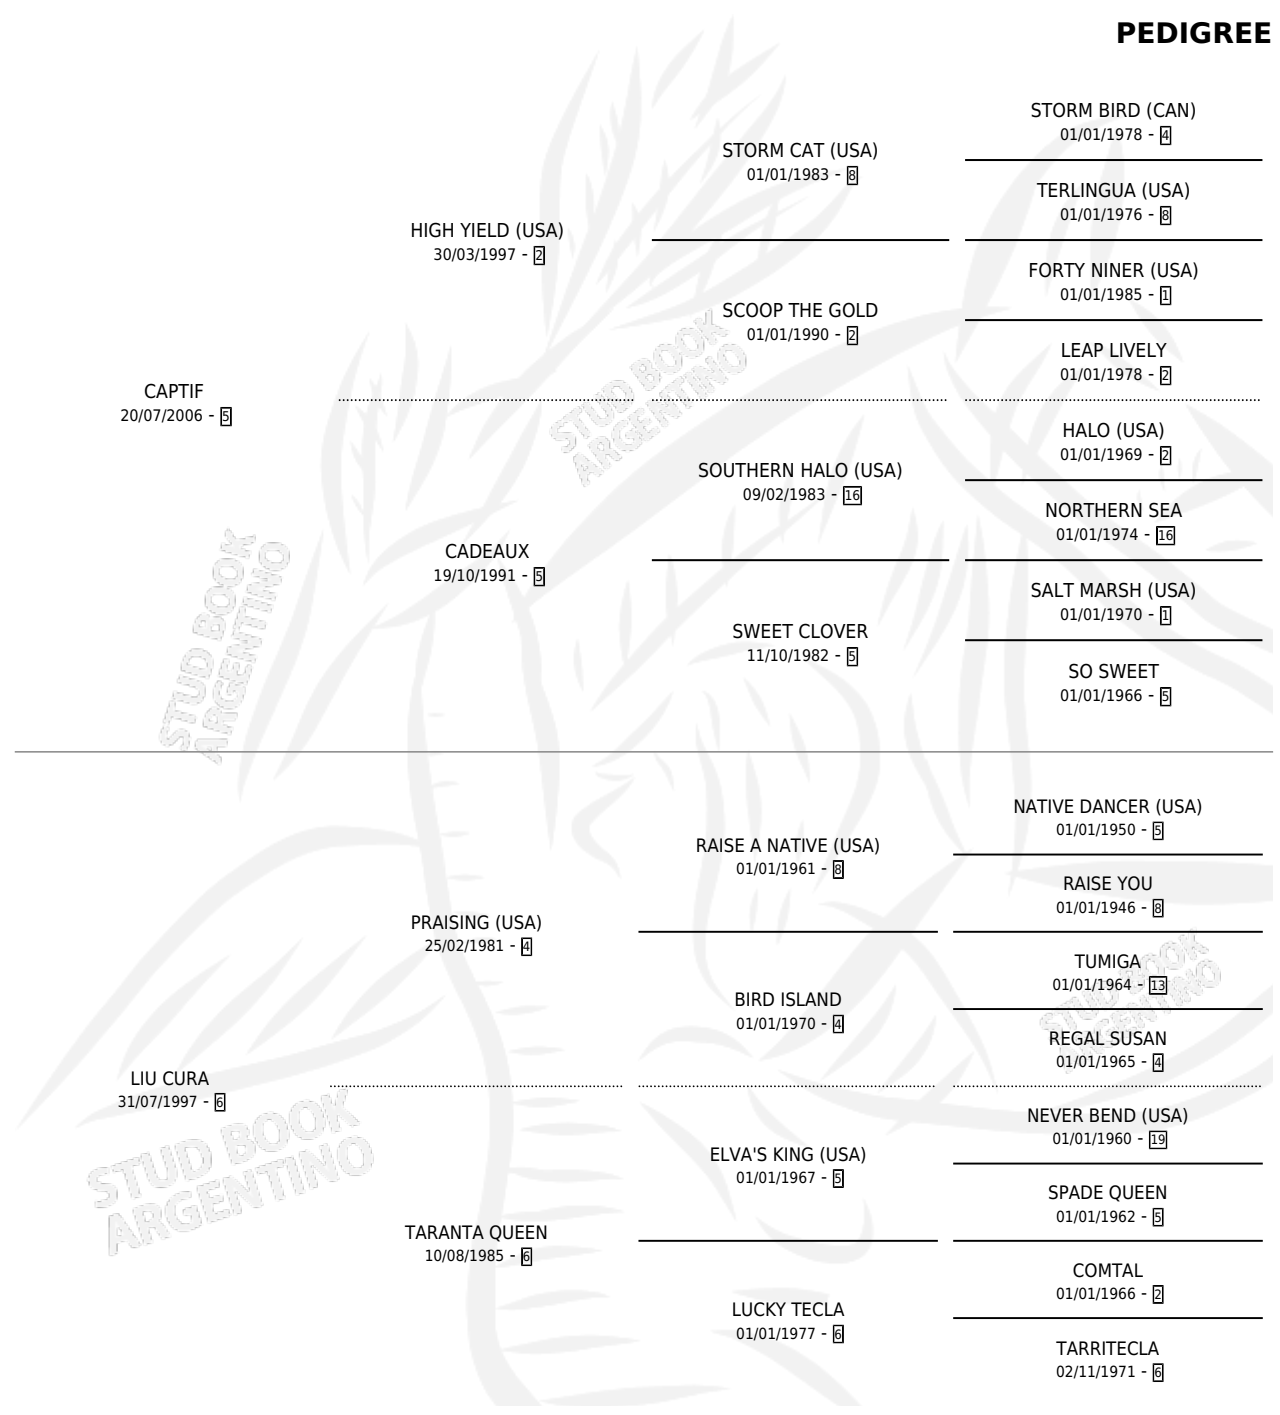 PEDIGREE
STORM BIRD (CAN)
01/01/1978 - 4
STORM CAT (USA)
01/01/1983 - 8
TERLINGUA (USA)
01/01/1976 - 8
HIGH YIELD (USA)
30/03/1997 - 2
FORTY NINER (USA)
01/01/1985 - 1
SCOOP THE GOLD
01/01/1990 - 2
LEAP LIVELY
01/01/1978 - 2
CAPTIF
20/07/2006 - 5
STUD BOOK
ARGENTINO
HALO (USA)
01/01/1969 - 2
SOUTHERN HALO (USA)
09/02/1983 - 16
NORTHERN SEA
01/01/1974 - 16
CADEAUX
19/10/1991 - 5
SALT MARSH (USA)
01/01/1970 - 1
SWEET CLOVER
11/10/1982 - 5
SO SWEET
01/01/1966 - 5
STUD BOOK
ARGENTINO
NATIVE DANCER (USA)
01/01/1950 - 5
RAISE A NATIVE (USA)
01/01/1961 - 8
RAISE YOU
01/01/1946 - 8
PRAISING (USA)
25/02/1981 - 4
TUMIGA
01/01/1964 - 13
BIRD ISLAND
01/01/1970 - 4
STUD BOOK
ARGENTINO
REGAL SUSAN
01/01/1965 - 4
LIU CURA
31/07/1997 - 6
STUD BOOK
ARGENTINO
NEVER BEND (USA)
01/01/1960 - 19
ELVA'S KING (USA)
01/01/1967 - 5
SPADE QUEEN
01/01/1962 - 5
TARANTA QUEEN
10/08/1985 - 6
COMTAL
01/01/1966 - 2
LUCKY TECLA
01/01/1977 - 6
TARRITECLA
02/11/1971 - 6